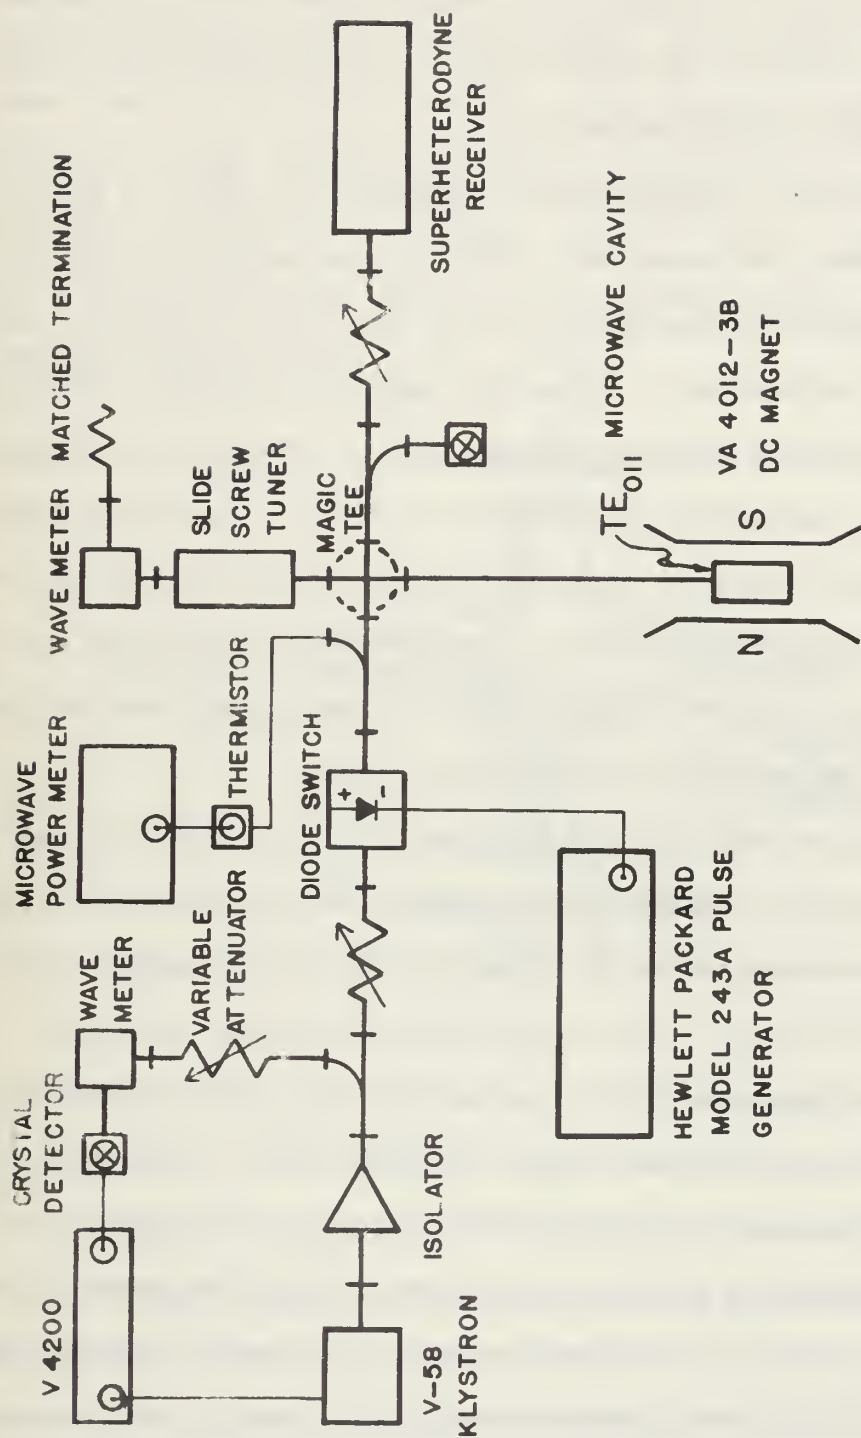 V 4200
CRYSTAL
DETECTOR
WAVE
METER
MICROWAVE
POWER METER
WAVE METER
MATCHED TERMINATION
VARIABLE
ATTENUATOR
THERMISTOR
SLIDE
SCREW
TUNER
V-58
KLYSTRON
ISOLATOR
DIODE SWITCH
+
-
MAGIC
TEE
SUPERHETERODYNE
RECEIVER
HEWLETT PACKARD
MODEL 243A PULSE
GENERATOR
TE011 MICROWAVE CAVITY
N
S
VA 4012-3B
DC MAGNET